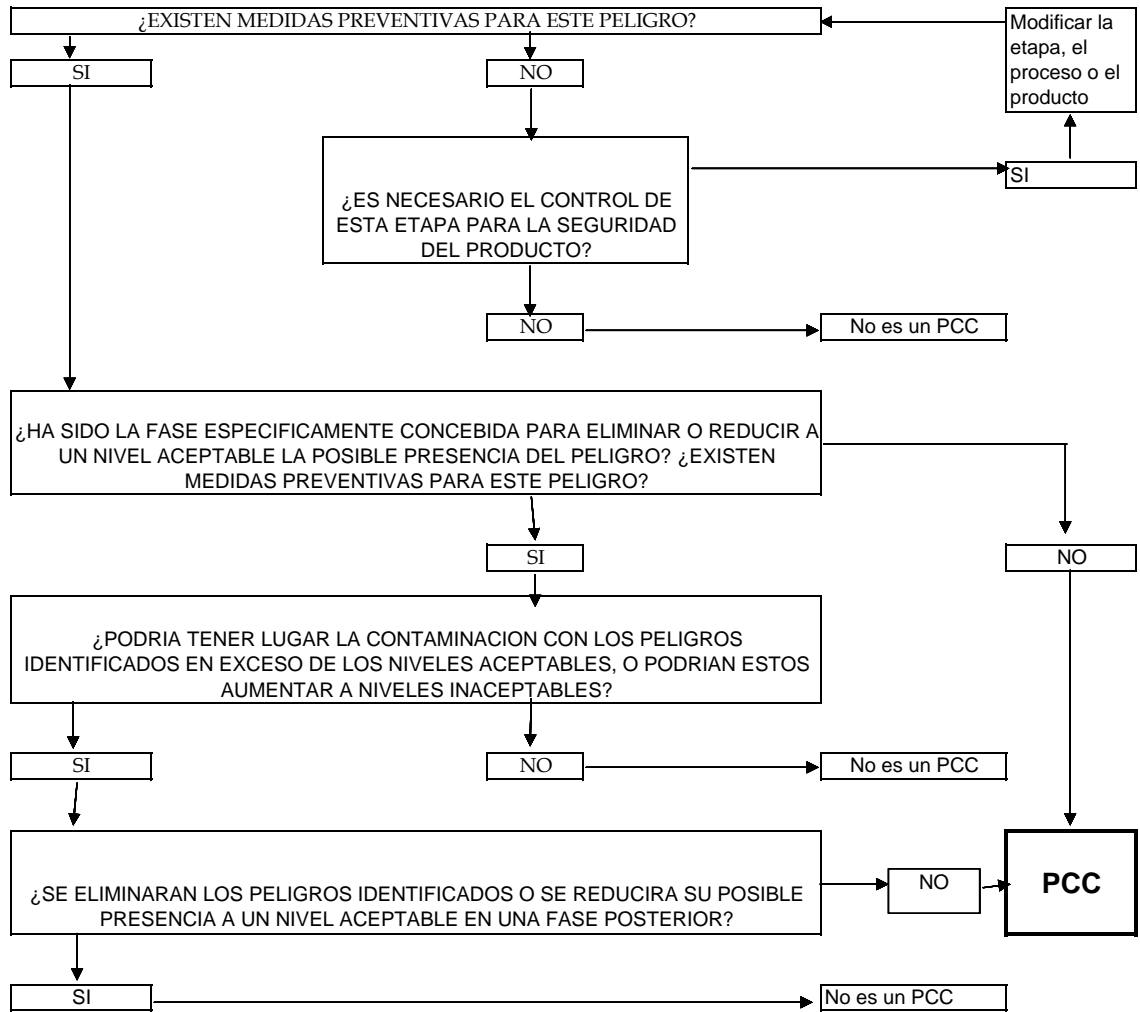 ¿EXISTEN MEDIDAS PREVENTIVAS PARA ESTE PELIGRO?
Modificar la
etapa, el
proceso o el
producto
SI
NO
SI
¿ES NECESARIO EL CONTROL DE
ESTA ETAPA PARA LA SEGURIDAD
DEL PRODUCTO?
NO
No es un PCC
¿HA SIDO LA FASE ESPECIFICAMENTE CONCEBIDA PARA ELIMINAR O REDUCIR A
UN NIVEL ACEPTABLE LA POSIBLE PRESENCIA DEL PELIGRO? ¿EXISTEN
MEDIDAS PREVENTIVAS PARA ESTE PELIGRO?
SI
NO
¿PODRIA TENER LUGAR LA CONTAMINACION CON LOS PELIGROS
IDENTIFICADOS EN EXCESO DE LOS NIVELES ACEPTABLES, O PODRIAN ESTOS
AUMENTAR A NIVELES INACEPTABLES?
SI
NO
No es un PCC
¿SE ELIMINARAN LOS PELIGROS IDENTIFICADOS O SE REDUCIRA SU POSIBLE
PRESENCIA A UN NIVEL ACEPTABLE EN UNA FASE POSTERIOR?
NO
PCC
SI
No es un PCC